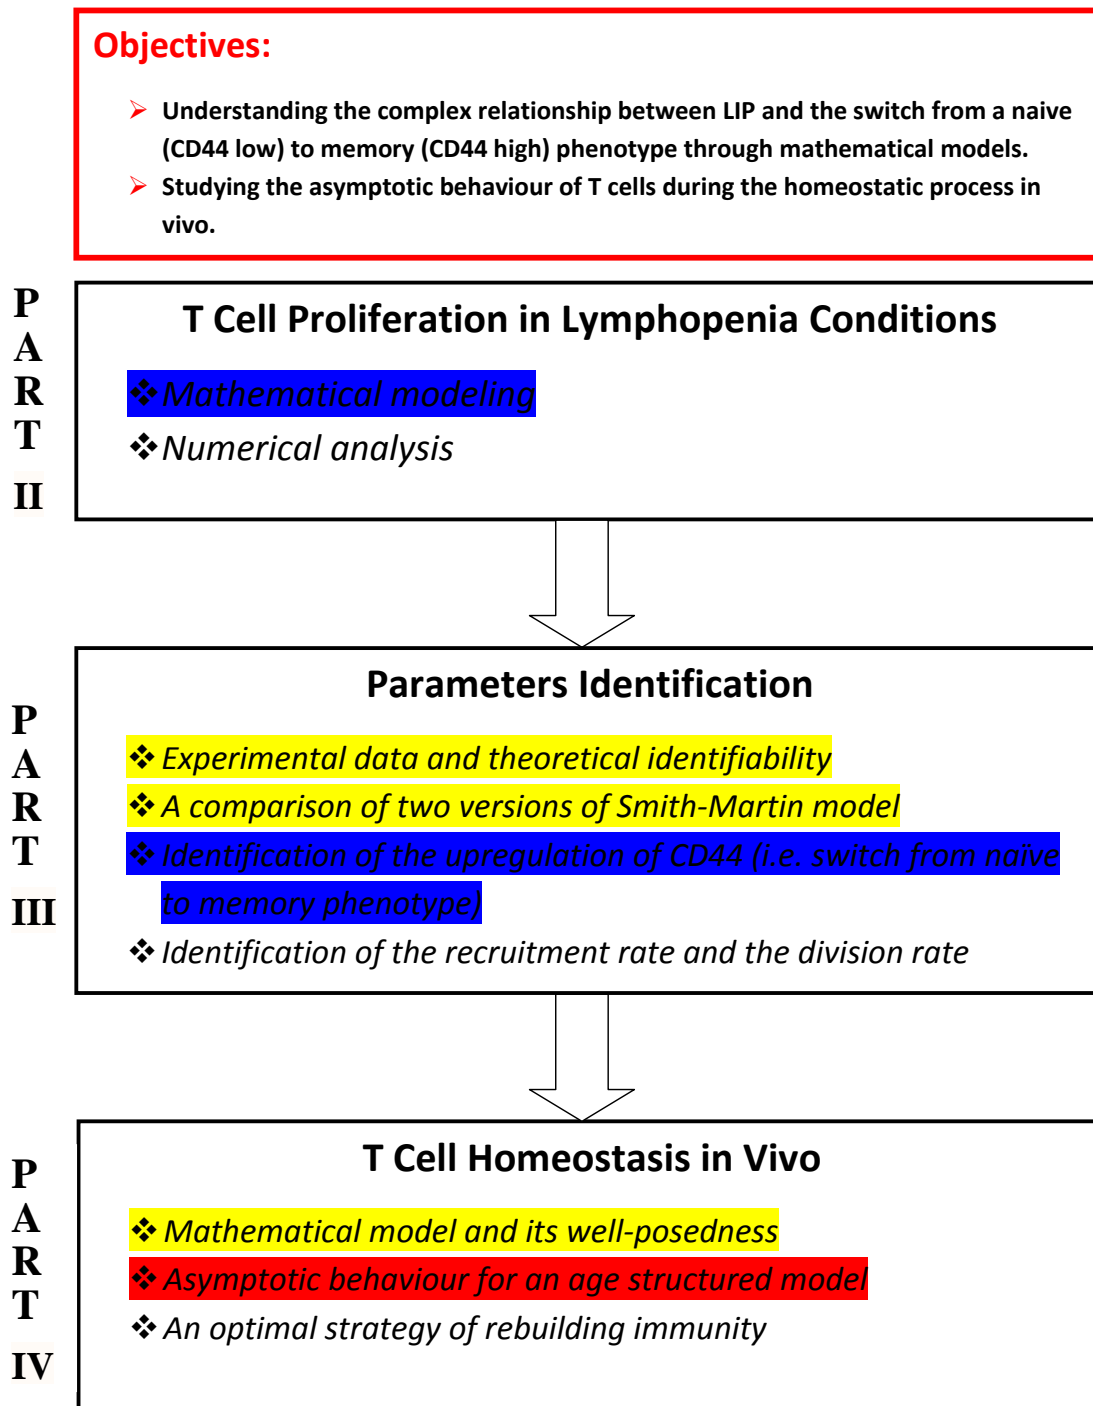 Objectives:
➢ Understanding the complex relationship between LIP and the switch from a naive
(CD44 low) to memory (CD44 high) phenotype through mathematical models.
➢ Studying the asymptotic behaviour of T cells during the homeostatic process in
vivo.
PART II
T Cell Proliferation in Lymphopenia Conditions
❖ Mathematical modeling
❖ Numerical analysis
PART III
Parameters Identification
❖ Experimental data and theoretical identifiability
❖ A comparison of two versions of Smith-Martin model
❖ Identification of the upregulation of CD44 (i.e. switch from naïve
to memory phenotype)
❖ Identification of the recruitment rate and the division rate
PART IV
T Cell Homeostasis in Vivo
❖ Mathematical model and its well-posedness
❖ Asymptotic behaviour for an age structured model
❖ An optimal strategy of rebuilding immunity